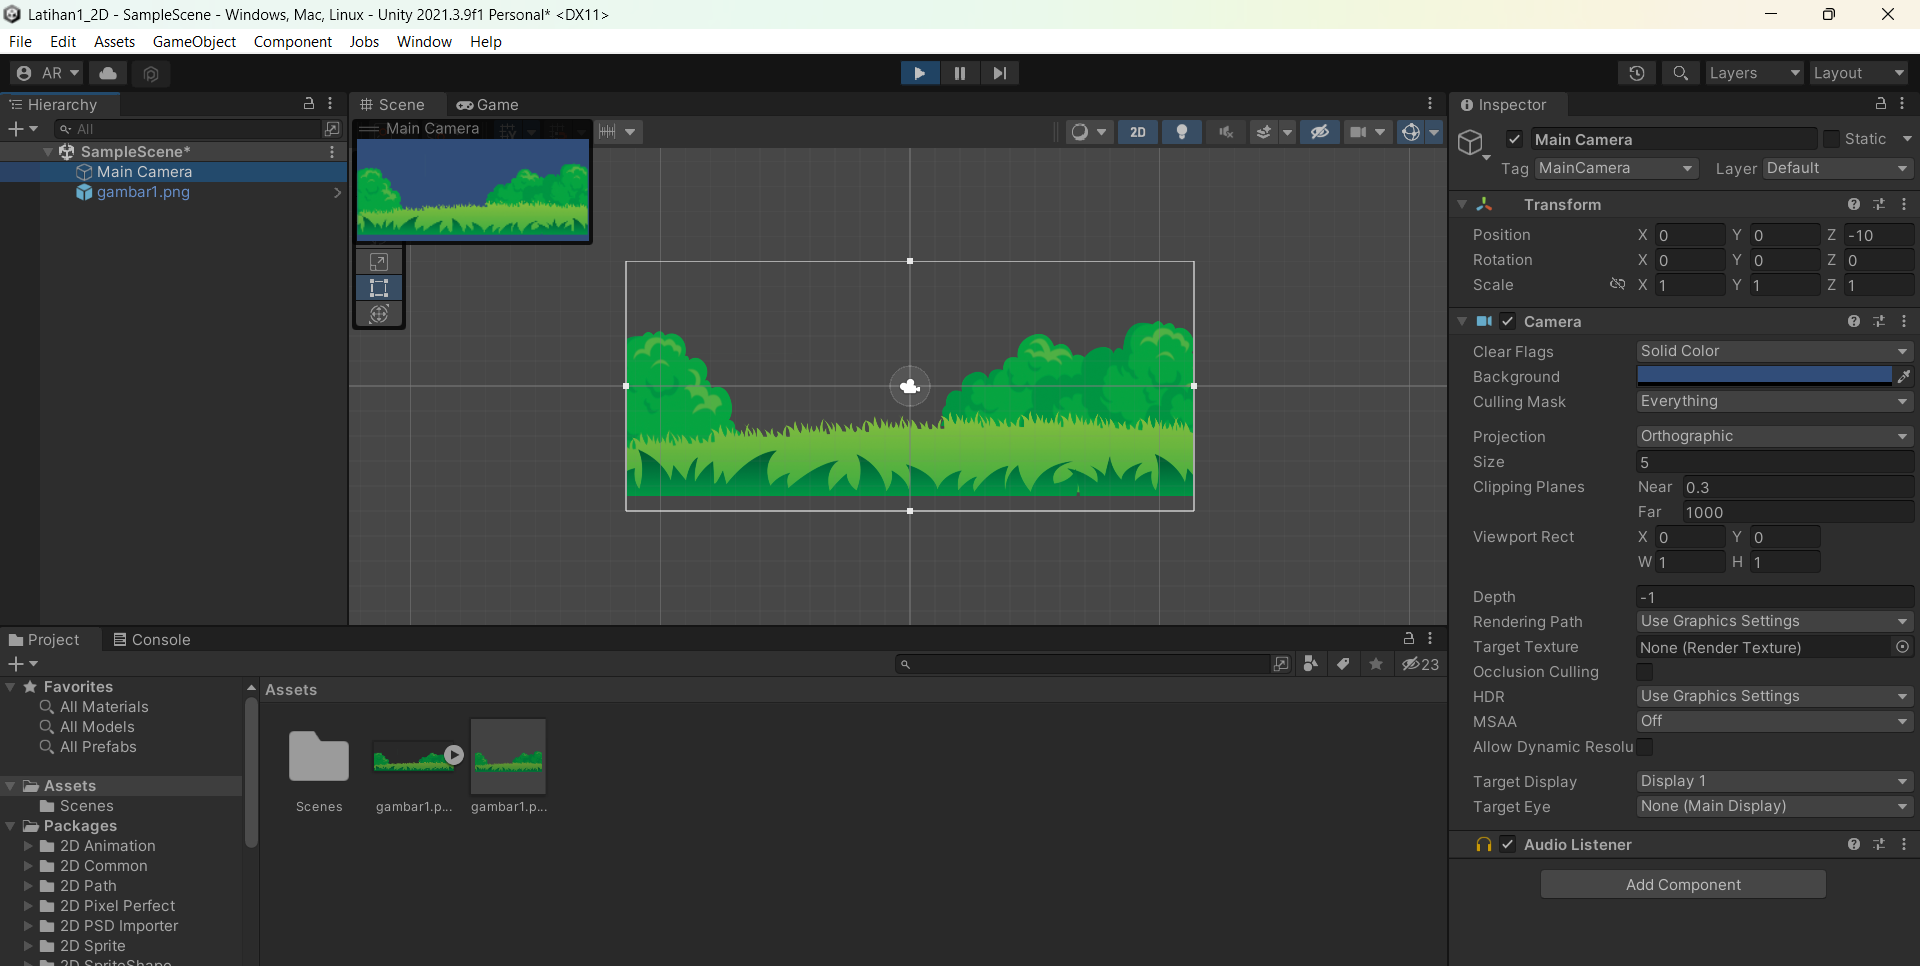 Latihan1_2D - SampleScene - Windows, Mac, Linux - Unity 2021.3.9f1 Personal* <DX11>
File Edit Assets GameObject Component Jobs Window Help
AR
Layers
Layout
Hierarchy
All
SampleScene*
Main Camera
gambar1.png
Scene
Game
Main Camera
2D
Inspector
Main Camera
Static
Tag MainCamera
Layer Default
Transform
Position X 0 Y 0 Z -10
Rotation X 0 Y 0 Z 0
Scale X 1 Y 1 Z 1
Camera
Clear Flags Solid Color
Background
Culling Mask Everything
Projection Orthographic
Size 5
Clipping Planes Near 0.3
Far 1000
Viewport Rect X 0 Y 0
W 1 H 1
Depth -1
Rendering Path Use Graphics Settings
Target Texture None (Render Texture)
Occlusion Culling
HDR Use Graphics Settings
MSAA Off
Allow Dynamic Resolu
Target Display Display 1
Target Eye None (Main Display)
Audio Listener
Add Component
Project
Console
23
Favorites
All Materials
All Models
All Prefabs
Assets
Scenes
Packages
2D Animation
2D Common
2D Path
2D Pixel Perfect
2D PSD Importer
2D Sprite
2D SpriteShape
Assets
Scenes
gambar1.p...
gambar1.p...